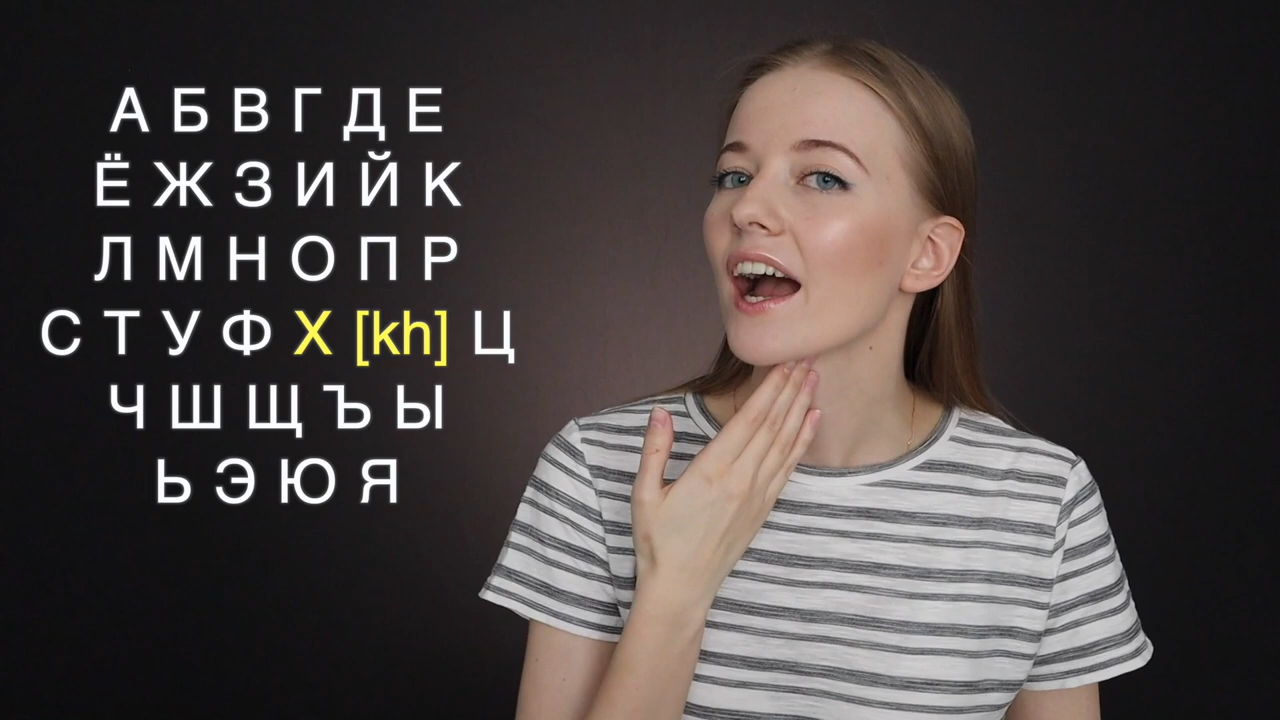 А Б В Г Д Е
Ё Ж З И Й К
Л М Н О П Р
С Т У Ф Х [kh] Ц
Ч Ш Щ Ъ Ы
Ь Э Ю Я